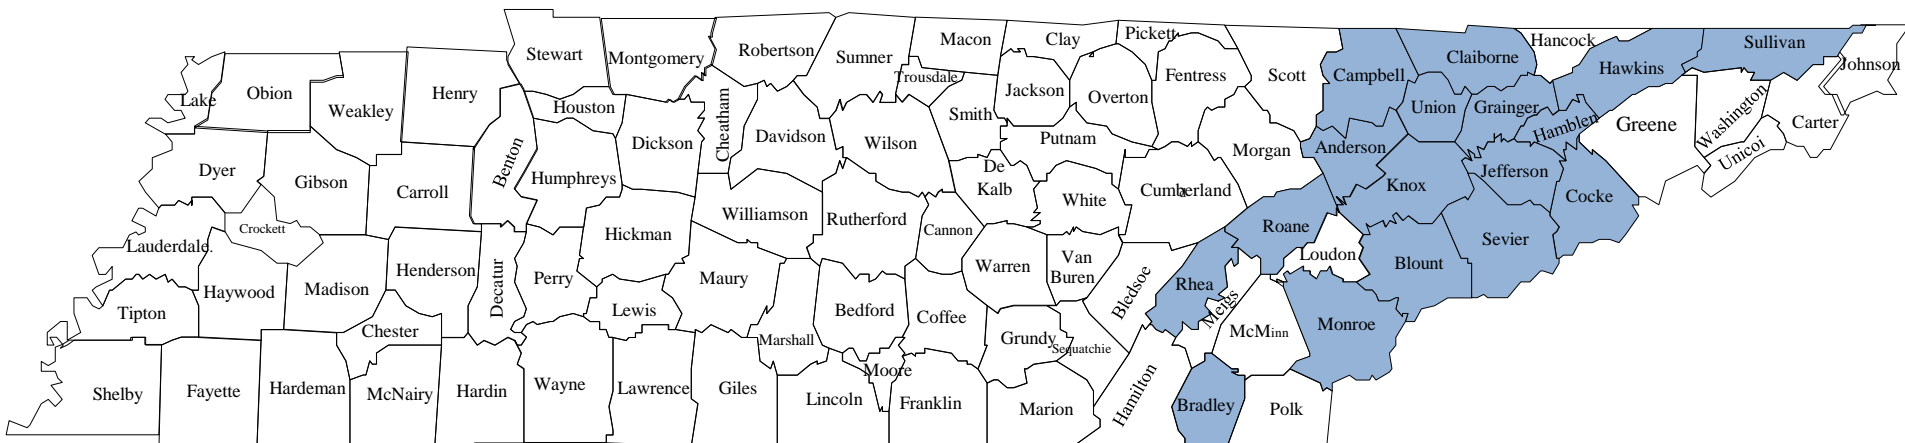 Stewart
Montgomery
Robertson
Sumner
Macon
Clay
Pickett
Hancock
Sullivan
Trousdale
Fentress
Scott
Campbell
Claiborne
Hawkins
Johnson
Lake
Obion
Weakley
Henry
Houston
Cheatham
Jackson
Overton
Union
Grainger
Washington
Smith
Hamblen
Greene
Carter
Dickson
Davidson
Wilson
Putnam
Morgan
Anderson
Unicoi
Dyer
Gibson
Carroll
Benton
Humphreys
De
Kalb
White
Cumberland
Knox
Jefferson
Cocke
Crockett
Williamson
Rutherford
Cannon
Roane
Sevier
Lauderdale.
Hickman
Van
Buren
Loudon
Blount
Henderson
Decatur
Perry
Maury
Warren
Bledsoe
Rhea
Meigs
Haywood
Madison
Tipton
Lewis
Bedford
Coffee
Chester
Marshall
Grundy
Sequatchie
McMinn
Monroe
Shelby
Fayette
Hardeman
McNairy
Hardin
Wayne
Lawrence
Giles
Moore
Lincoln
Franklin
Marion
Hamilton
Bradley
Polk